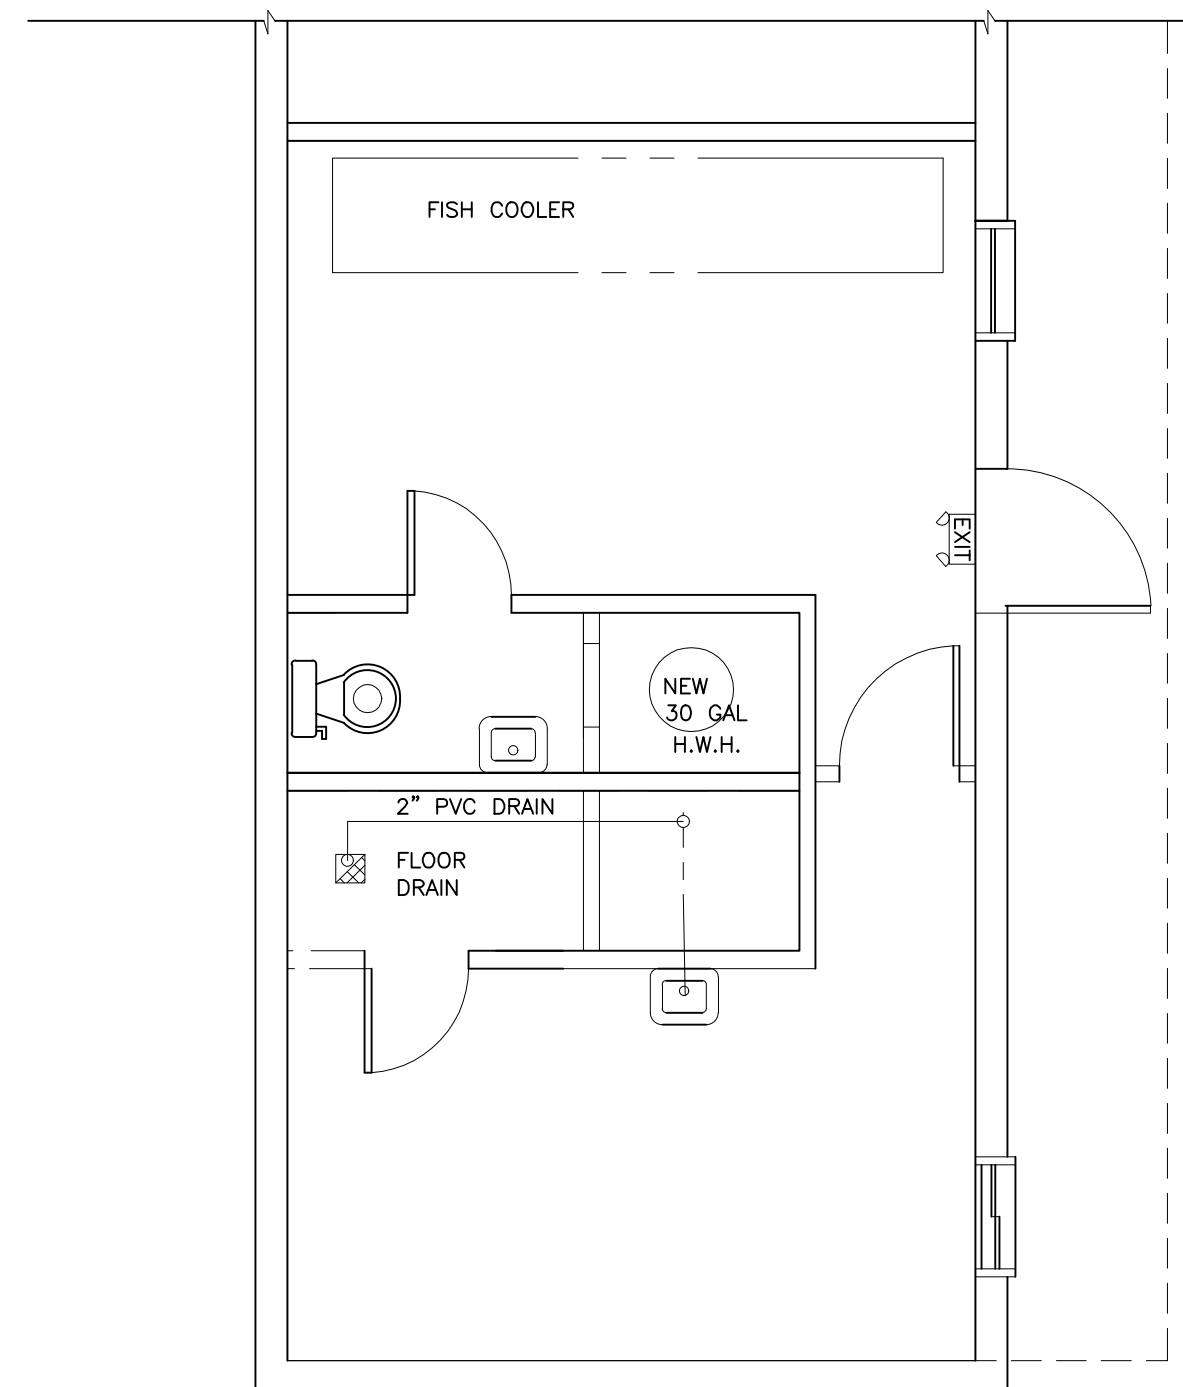 FISH COOLER
EXIT
NEW
30 GAL
H.W.H.
2" PVC DRAIN
FLOOR
DRAIN